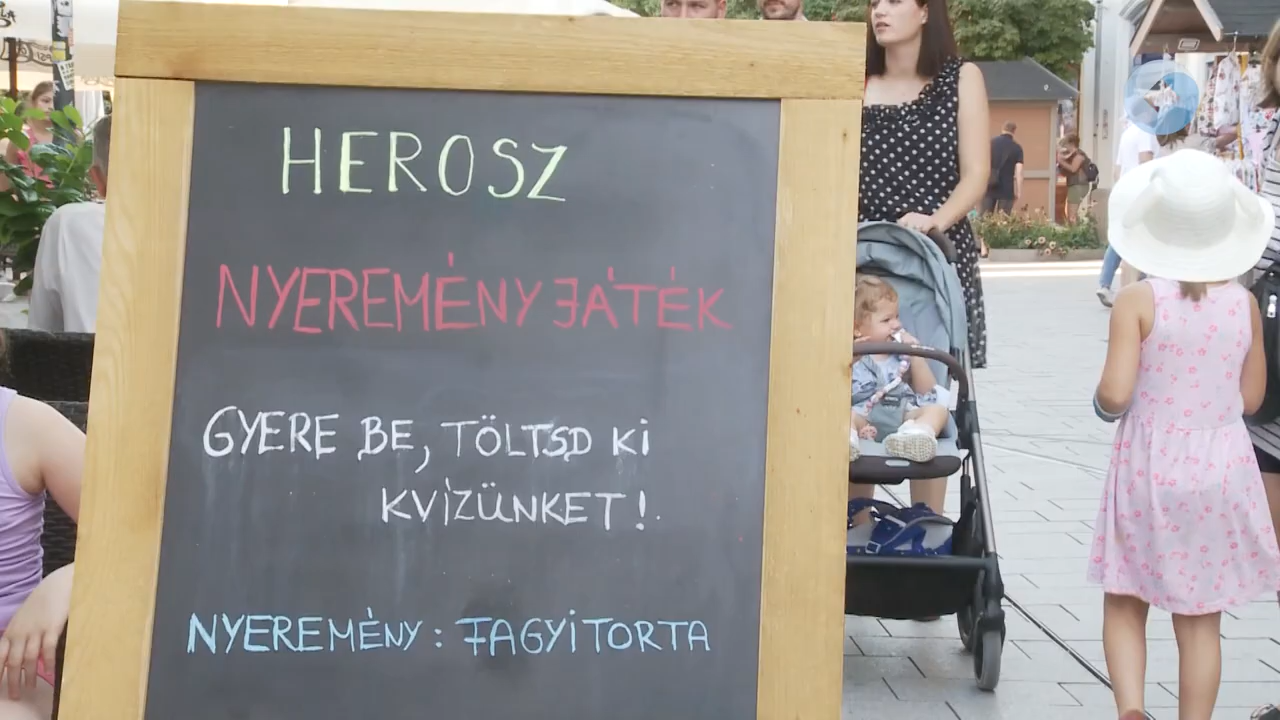 HEROSZ
NYEREMÉNYJÁTÉK
GYERE BE, TÖLTSD KI
KVÍZÜNKET!
NYEREMÉNY: FAGYITORTA